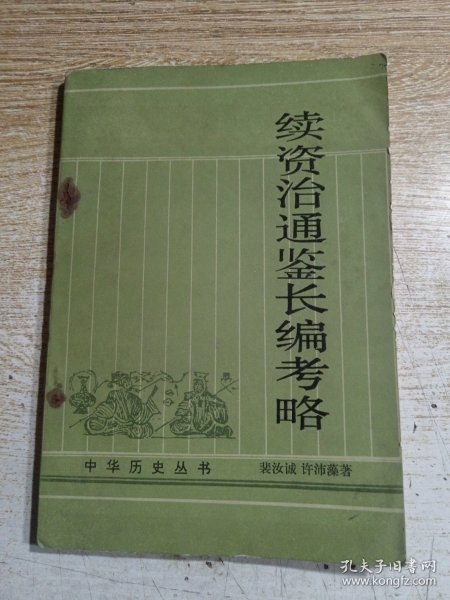 续资治通鉴长编考略
中华历史丛书
裴汝诚 许沛藻著
孔夫子旧书网
www.kongfz.com